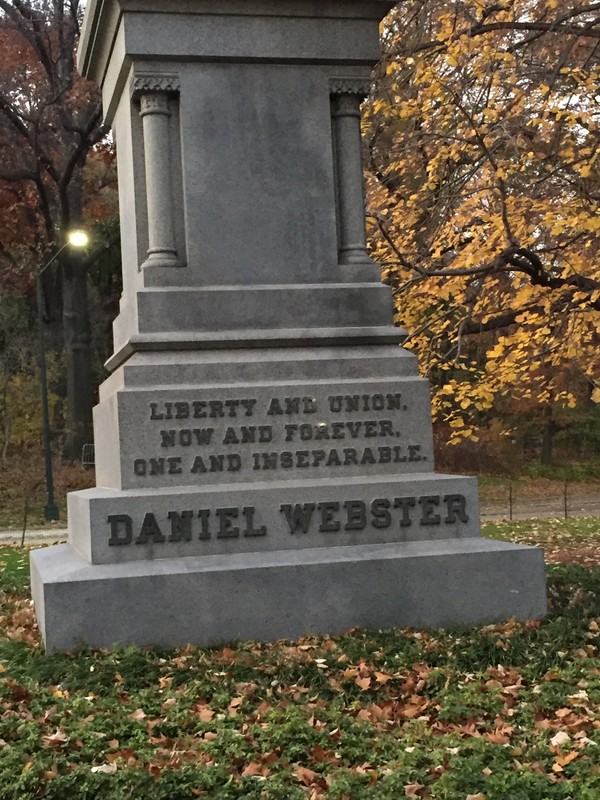 LIBERTY AND UNION,
NOW AND FOREVER,
ONE AND INSEPARABLE.
DANIEL WEBSTER